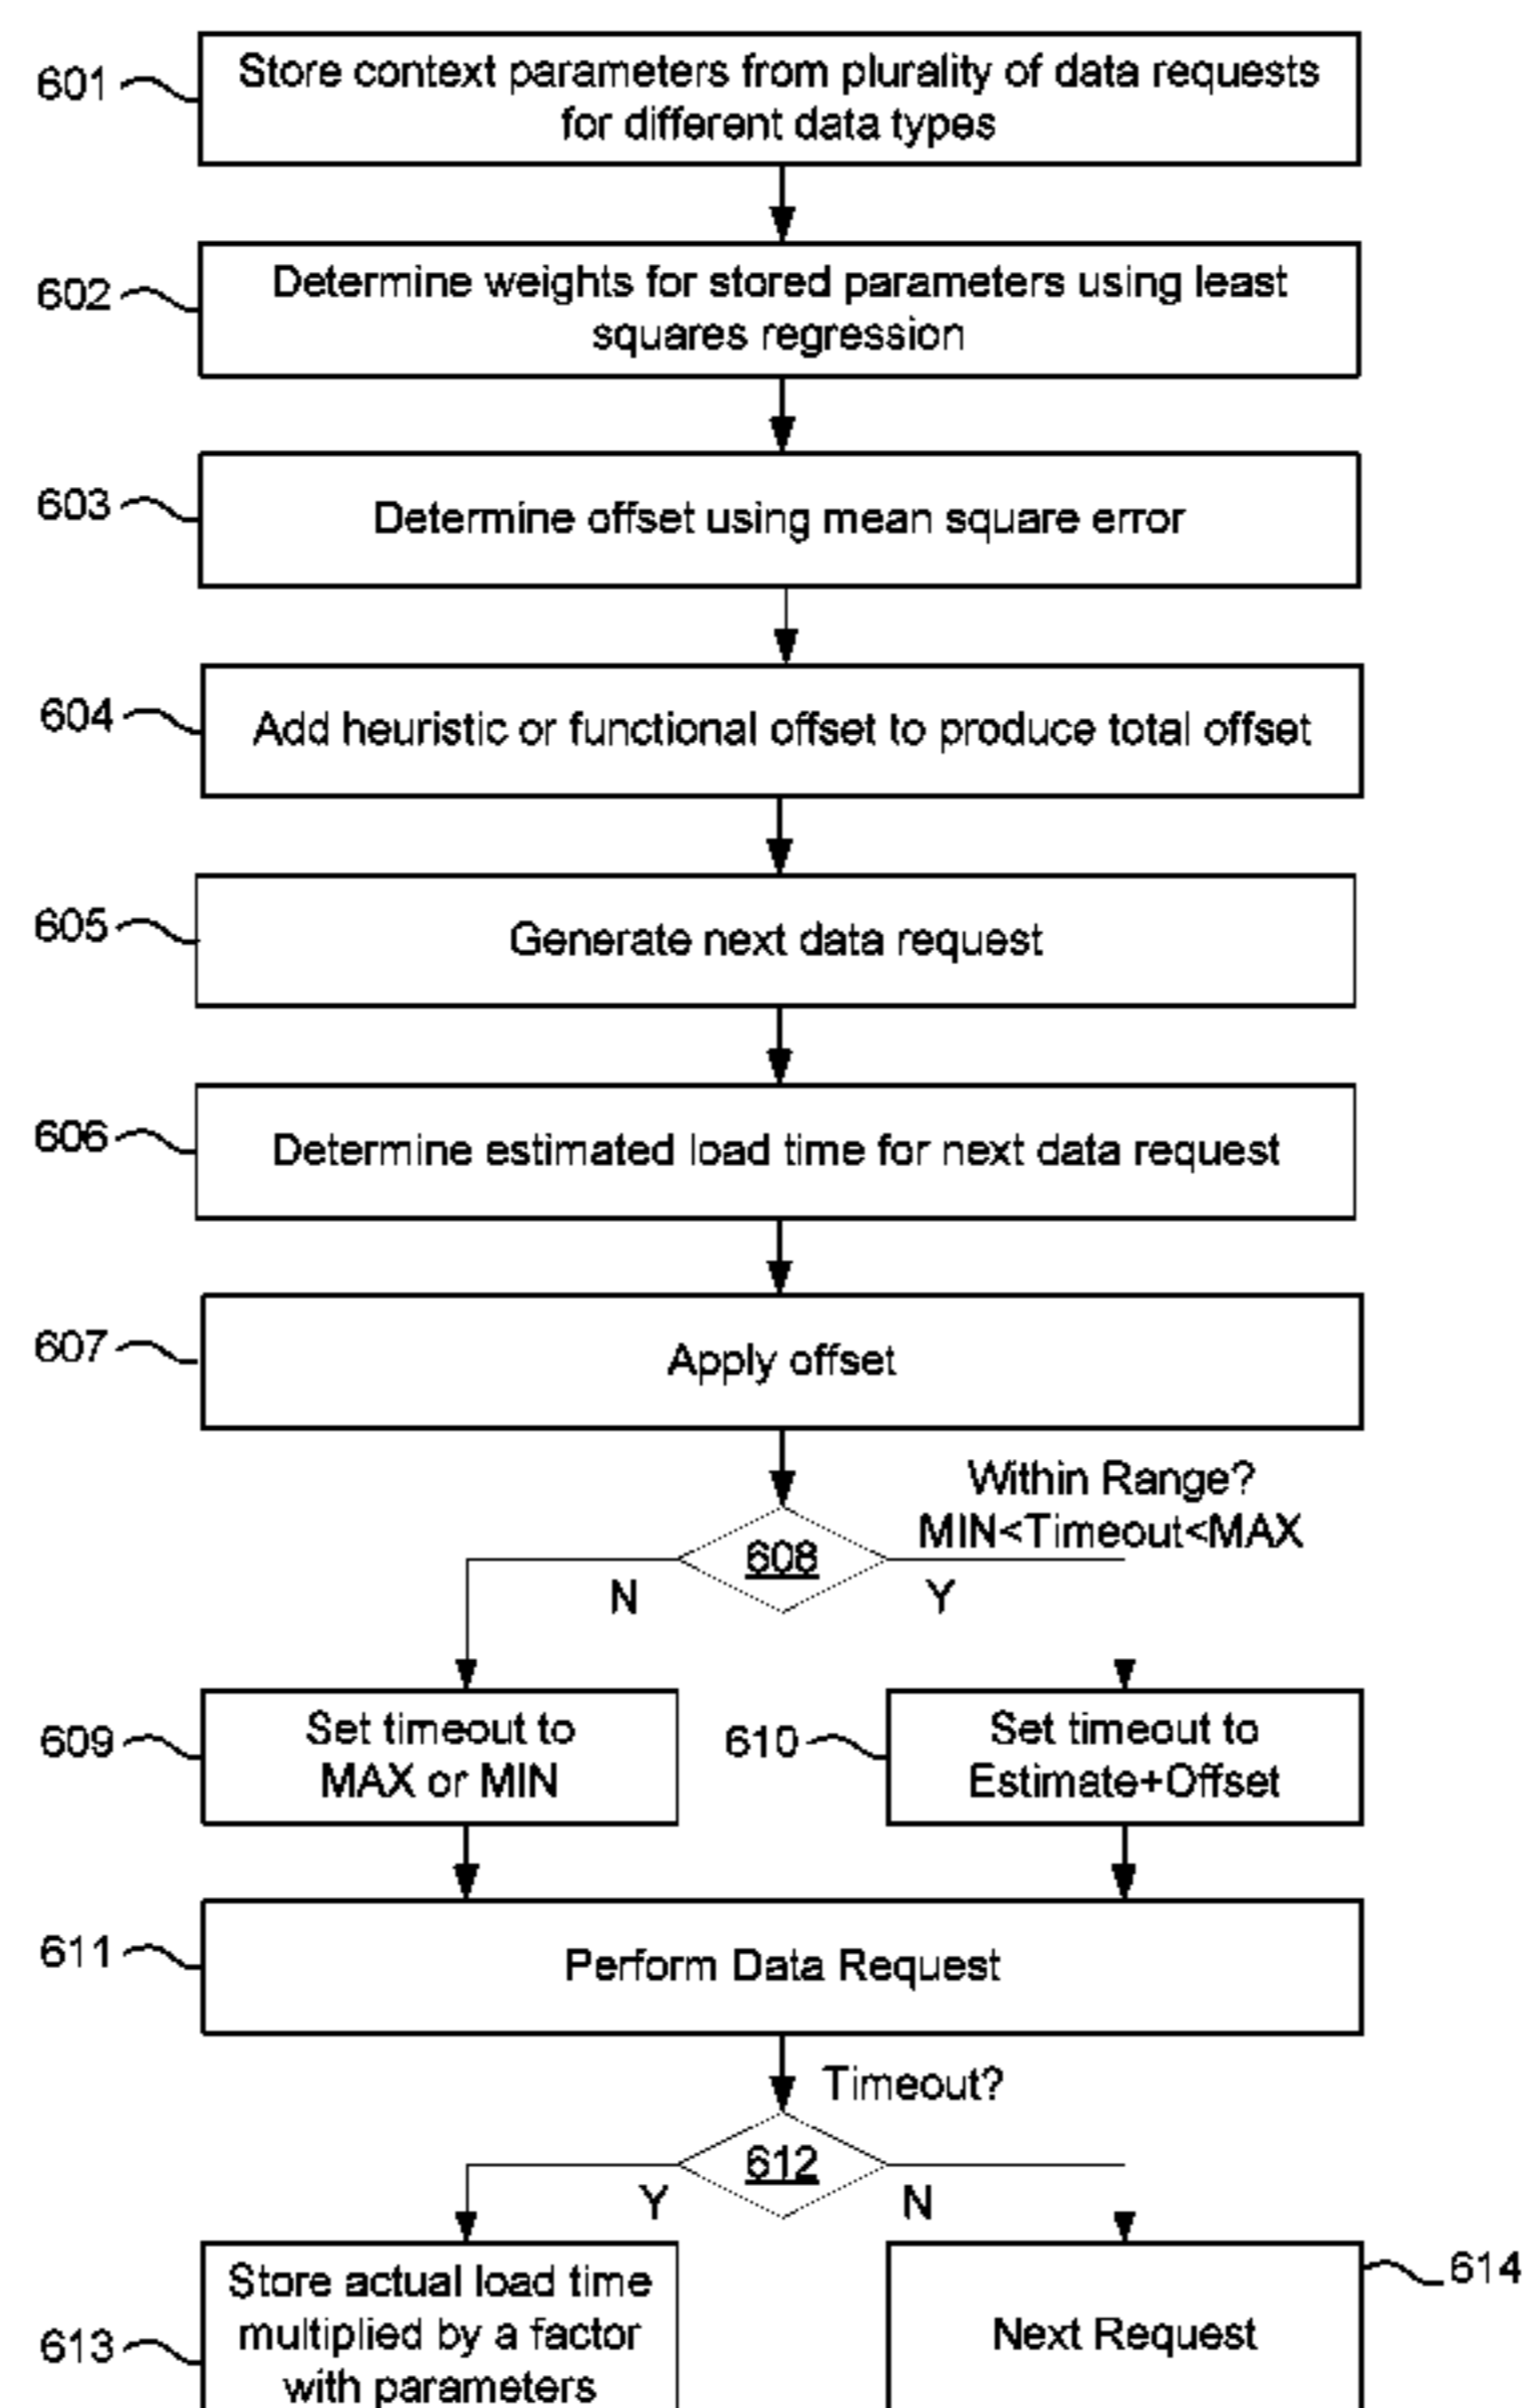 601
Store context parameters from plurality of data requests
for different data types
602
Determine weights for stored parameters using least
squares regression
603
Determine offset using mean square error
604
Add heuristic or functional offset to produce total offset
605
Generate next data request
606
Determine estimated load time for next data request
607
Apply offset
Within Range?
MIN<Timeout<MAX
608
N
Y
609
Set timeout to
MAX or MIN
610
Set timeout to
Estimate+Offset
611
Perform Data Request
Timeout?
612
Y
N
613
Store actual load time
multiplied by a factor
with parameters
Next Request
614